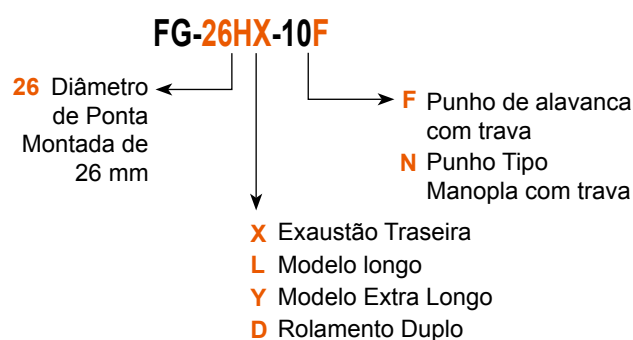 FG-26HX-10F
26 Diâmetro
de Ponta
Montada de
26 mm
F Punho de alavanca
com trava
N Punho Tipo
Manopla com trava
X Exaustão Traseira
L Modelo longo
Y Modelo Extra Longo
D Rolamento Duplo